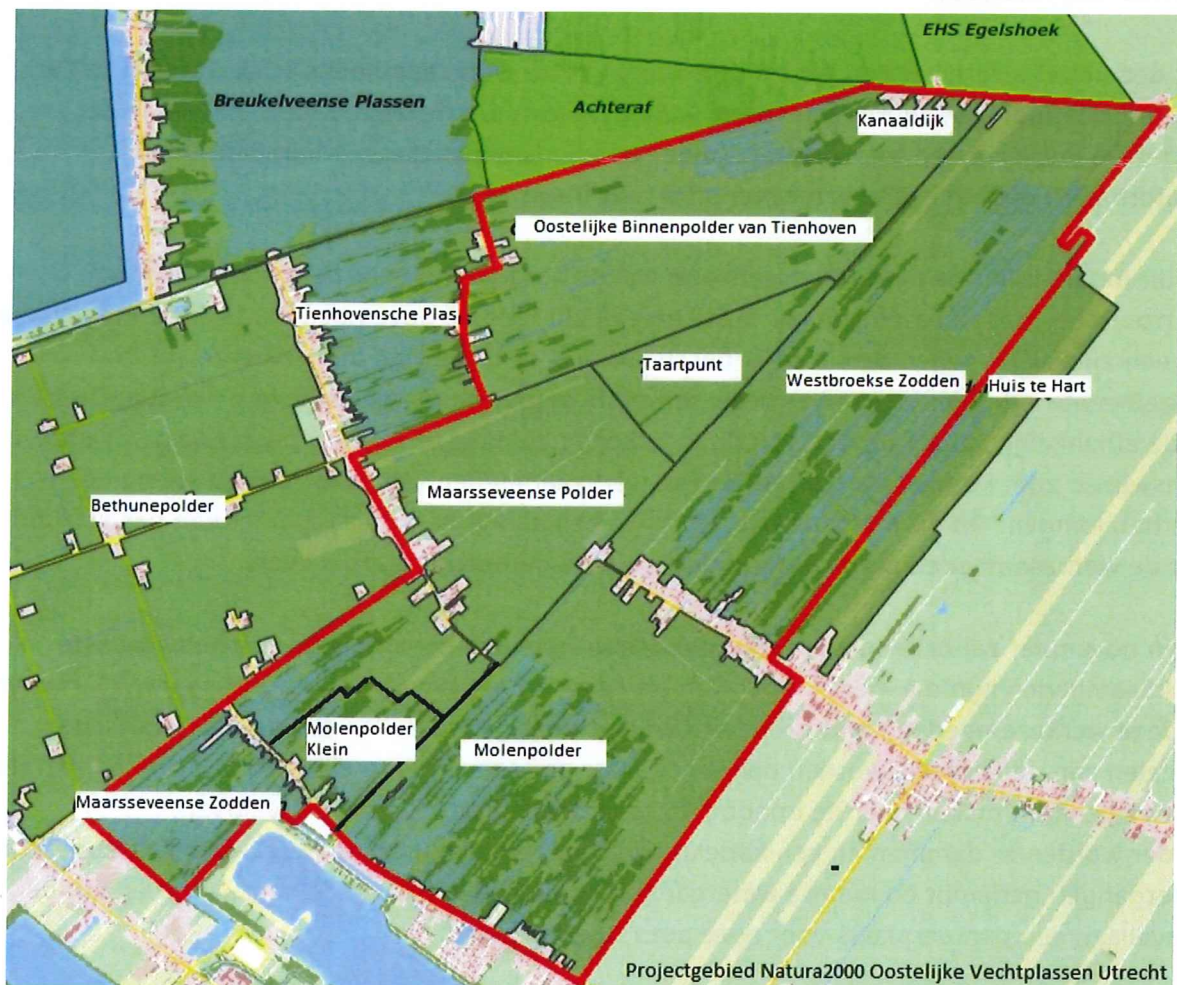 EHS Egelshoek
Breukelveense Plassen
Achteraf
Kanaaldijk
Oostelijke Binnenpolder van Tienhoven
Tienhovensche Plas
Taartpunt
Westbroekse Zodden
Huis te Hart
Maarsseveense Polder
Bethunepolder
Molenpolder
Klein
Molenpolder
Maarsseveense Zodden
Projectgebied Natura2000 Oostelijke Vechtplassen Utrecht